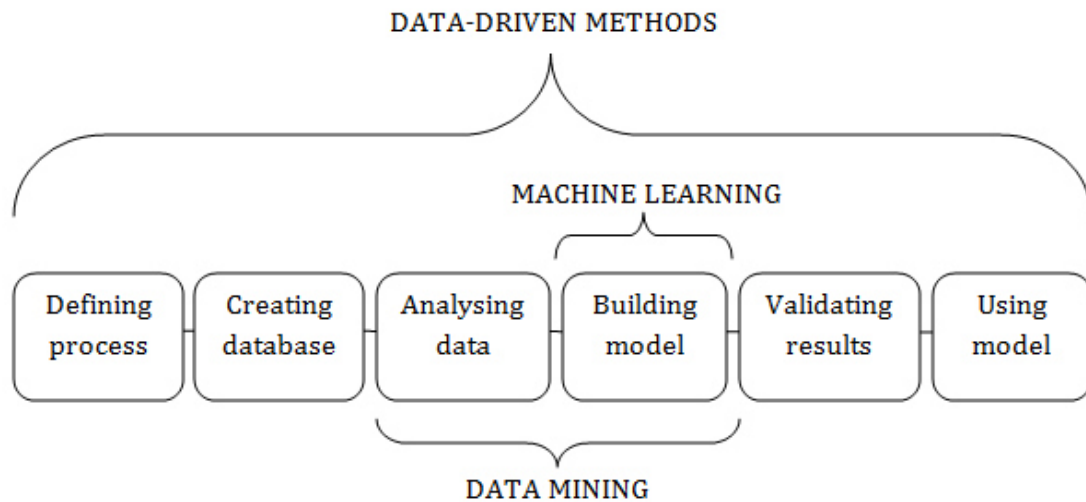 DATA-DRIVEN METHODS
MACHINE LEARNING
Defining
process
Creating
database
Analysing
data
Building
model
Validating
results
Using
model
DATA MINING